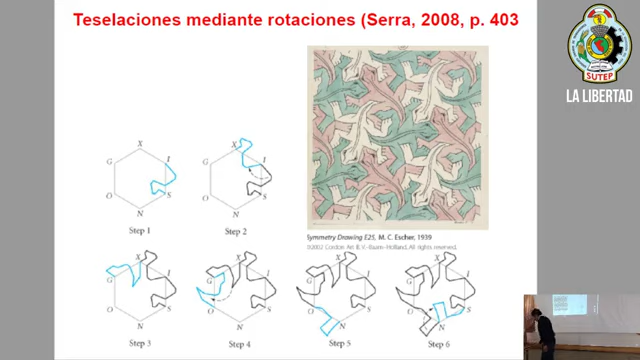 Teselaciones mediante rotaciones (Serra, 2008, p. 403
SUTEP
LA LIBERTAD
X
G
I
O
S
N
Step 1
X
G
I
O
S
N
Step 2
Symmetry Drawing E25, M. C. Escher, 1939
©2002 Cordon Art B.V.–Baarn–Holland. All rights reserved.
X
G
I
O
S
N
Step 3
X
G
I
O
S
N
Step 4
X
G
I
O
S
N
Step 5
X
G
I
O
S
N
Step 6